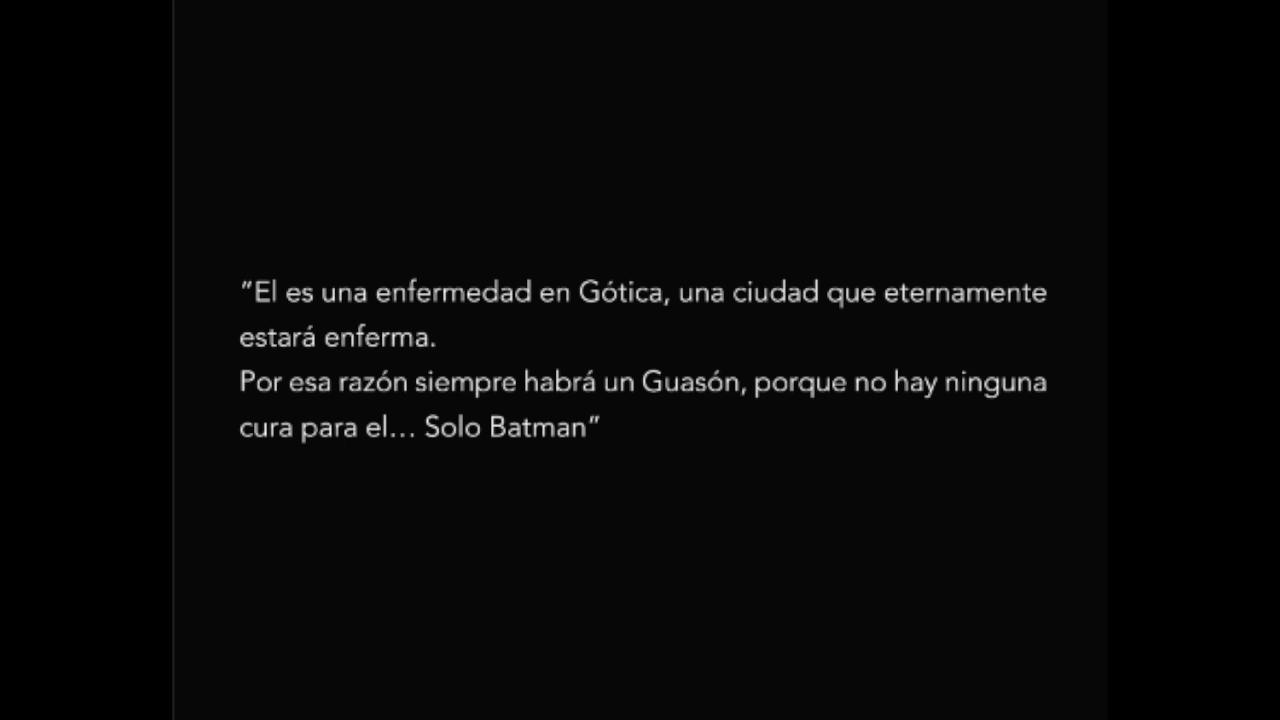 "El es una enfermedad en Gótica, una ciudad que eternamente
estará enferma.
Por esa razón siempre habrá un Guasón, porque no hay ninguna
cura para el… Solo Batman"